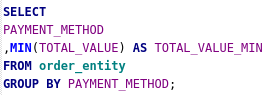 SELECT
PAYMENT_METHOD
,MIN(TOTAL_VALUE) AS TOTAL_VALUE_MIN
FROM order_entity
GROUP BY PAYMENT_METHOD;